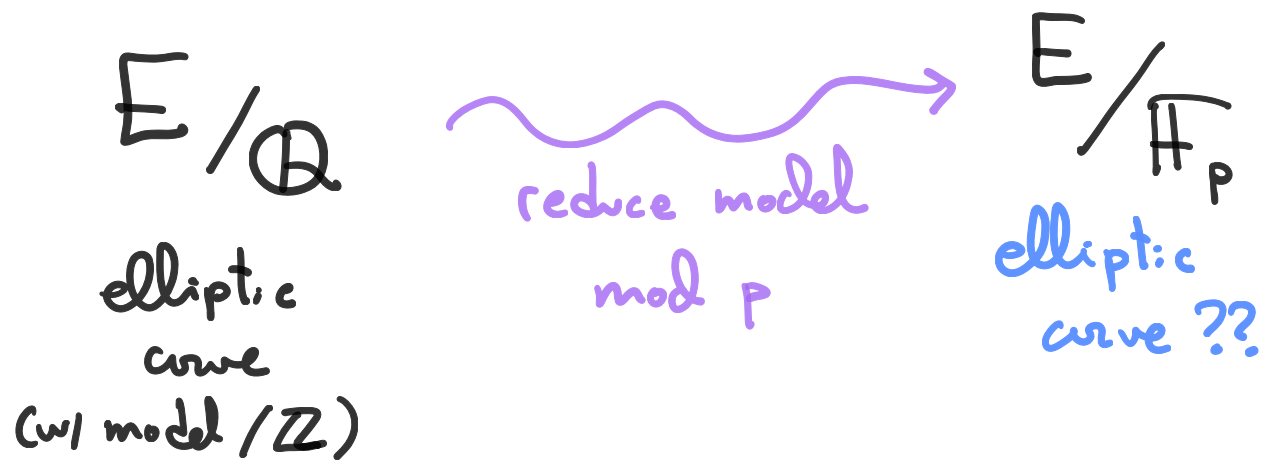 E/ℚ
elliptic
curve
(w/ model /ℤ)
reduce model
mod p
E/𝔽p
elliptic
curve ??